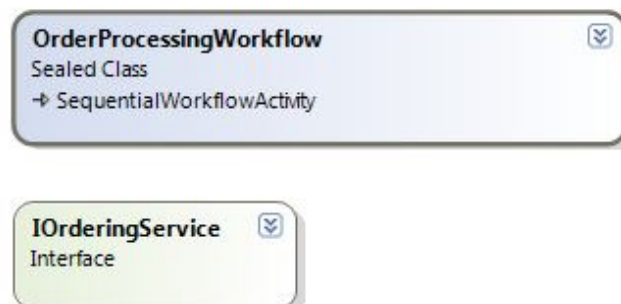 OrderProcessingWorkflow
Sealed Class
SequentialWorkflowActivity
IOrderingService
Interface